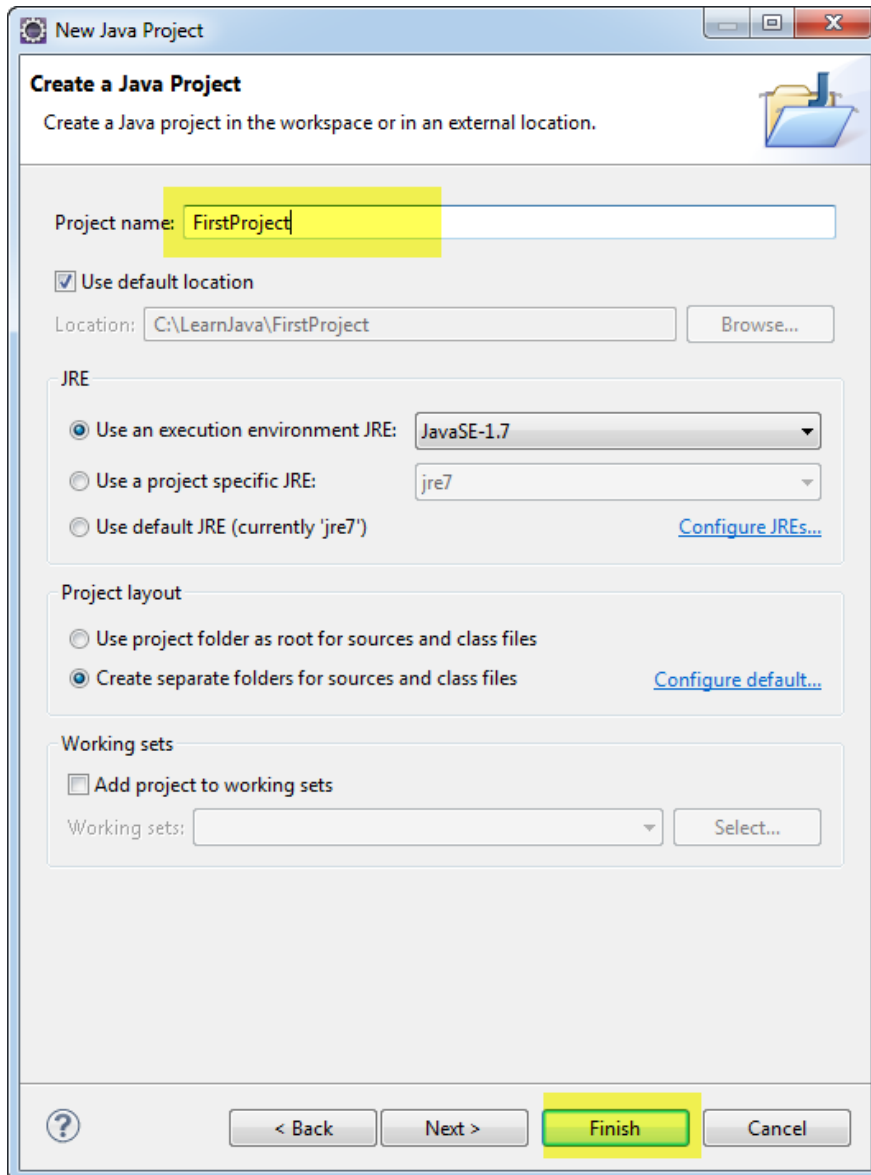 New Java Project
Create a Java Project
Create a Java project in the workspace or in an external location.
Project name: FirstProject
Use default location
Location: C:\LearnJava\FirstProject Browse...
JRE
Use an execution environment JRE: JavaSE-1.7
Use a project specific JRE: jre7
Use default JRE (currently 'jre7') Configure JREs...
Project layout
Use project folder as root for sources and class files
Create separate folders for sources and class files Configure default...
Working sets
Add project to working sets
Working sets: Select...
? < Back Next > Finish Cancel